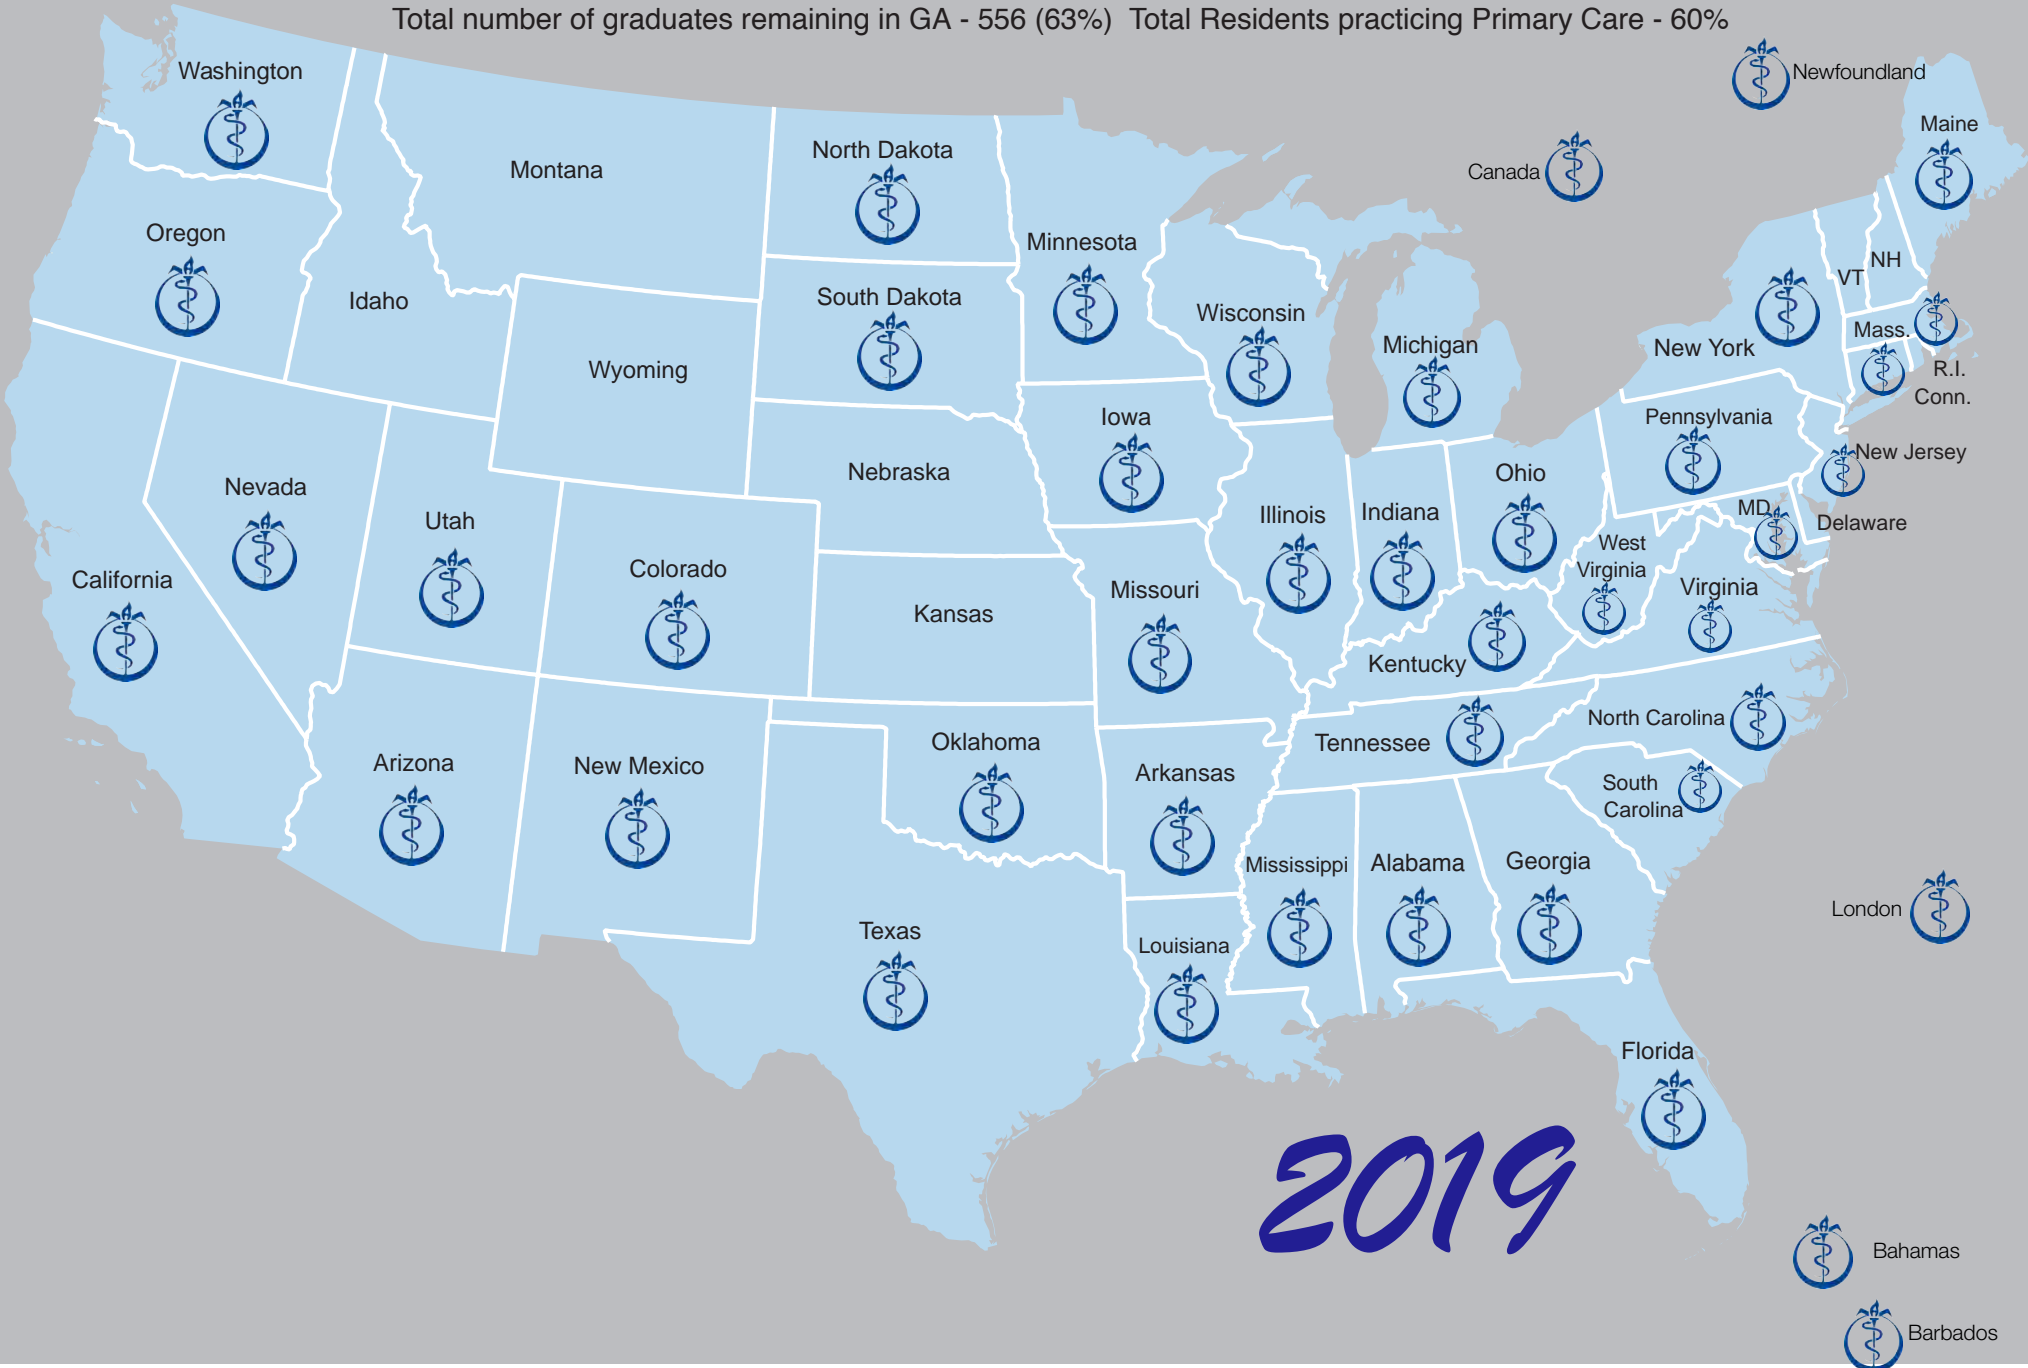 Total number of graduates remaining in GA - 556 (63%) Total Residents practicing Primary Care - 60%
Washington
Newfoundland
Maine
Montana
North Dakota
Canada
Oregon
Minnesota
NH
VT
Idaho
South Dakota
Wisconsin
Mass.
Michigan
New York
Wyoming
R.I.
Conn.
Iowa
Pennsylvania
New Jersey
Nebraska
Ohio
Nevada
Utah
Illinois
Indiana
MD
Delaware
West
Virginia
California
Colorado
Missouri
Virginia
Kansas
Kentucky
North Carolina
Oklahoma
Tennessee
Arizona
New Mexico
Arkansas
South
Carolina
Mississippi
Alabama
Georgia
London
Texas
Louisiana
Florida
2019
Bahamas
Barbados